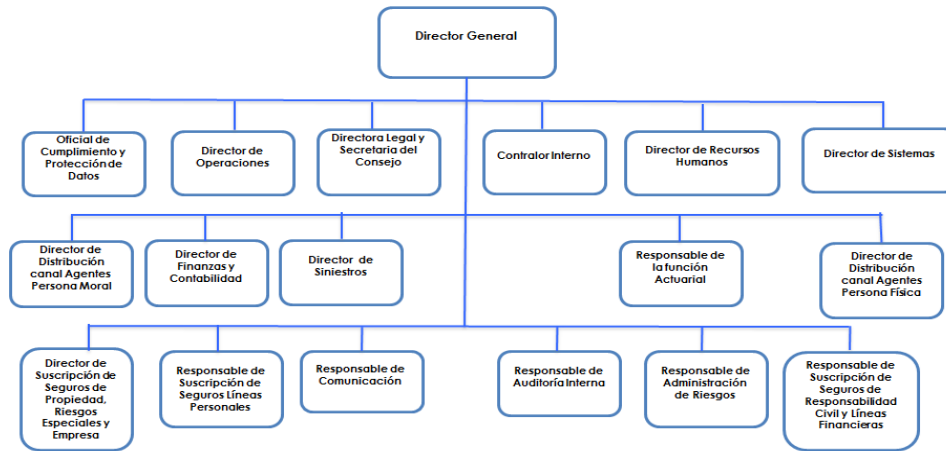 Director General
Oficial de
Cumplimiento y
Protección de
Datos
Director de
Operaciones
Directora Legal y
Secretaria del
Consejo
Contralor Interno
Director de Recursos
Humanos
Director de Sistemas
Director de
Distribución
canal Agentes
Persona Moral
Director de
Finanzas y
Contabilidad
Director de
Siniestros
Responsable de
la función
Actuarial
Director de
Distribución
canal Agentes
Persona Física
Director de
Suscripción de
Seguros de
Propiedad,
Riesgos
Especiales y
Empresa
Responsable de
Suscripción de
Seguros Líneas
Personales
Responsable de
Comunicación
Responsable de
Auditoría Interna
Responsable de
Administración
de Riesgos
Responsable de
Suscripción de
Seguros de
Responsabilidad
Civil y Líneas
Financieras